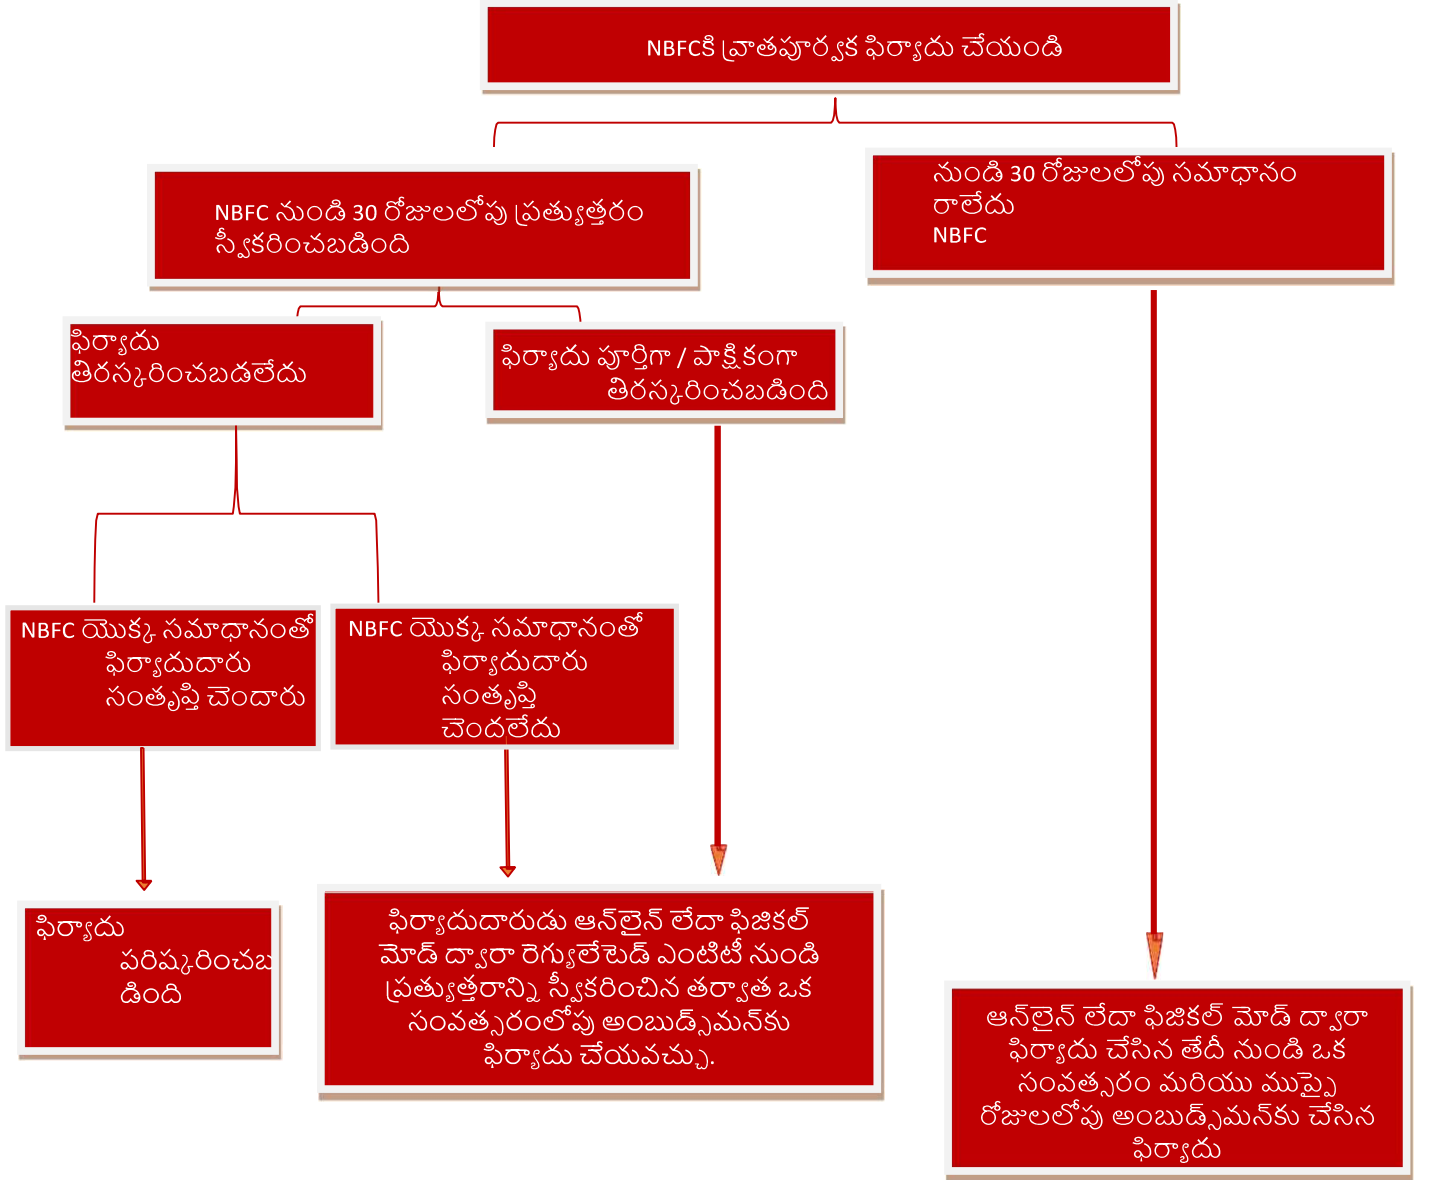 NBFCకి వ్రాతపూర్వక ఫిర్యాదు చేయండి
NBFC నుండి 30 రోజులలోపు ప్రత్యుత్తరం
స్వీకరించబడింది
నుండి 30 రోజులలోపు సమాధానం
రాలేదు
NBFC
ఫిర్యాదు
తిరస్కరించబడలేదు
ఫిర్యాదు పూర్తిగా / పాక్షికంగా
తిరస్కరించబడింది
NBFC యొక్క సమాధానంతో
ఫిర్యాదుదారు
సంతృప్తి చెందారు
NBFC యొక్క సమాధానంతో
ఫిర్యాదుదారు
సంతృప్తి
చెందలేదు
ఫిర్యాదు
పరిష్కరించబ
డింది
ఫిర్యాదుదారుడు ఆన్‌లైన్ లేదా ఫిజికల్
మోడ్ ద్వారా రెగ్యులేటెడ్ ఎంటిటీ నుండి
ప్రత్యుత్తరాన్ని స్వీకరించిన తర్వాత ఒక
సంవత్సరంలోపు అంబుడ్స్‌మన్‌కు
ఫిర్యాదు చేయవచ్చు.
ఆన్‌లైన్ లేదా ఫిజికల్ మోడ్ ద్వారా
ఫిర్యాదు చేసిన తేదీ నుండి ఒక
సంవత్సరం మరియు ముప్పై
రోజులలోపు అంబుడ్స్‌మన్‌కు చేసిన
ఫిర్యాదు